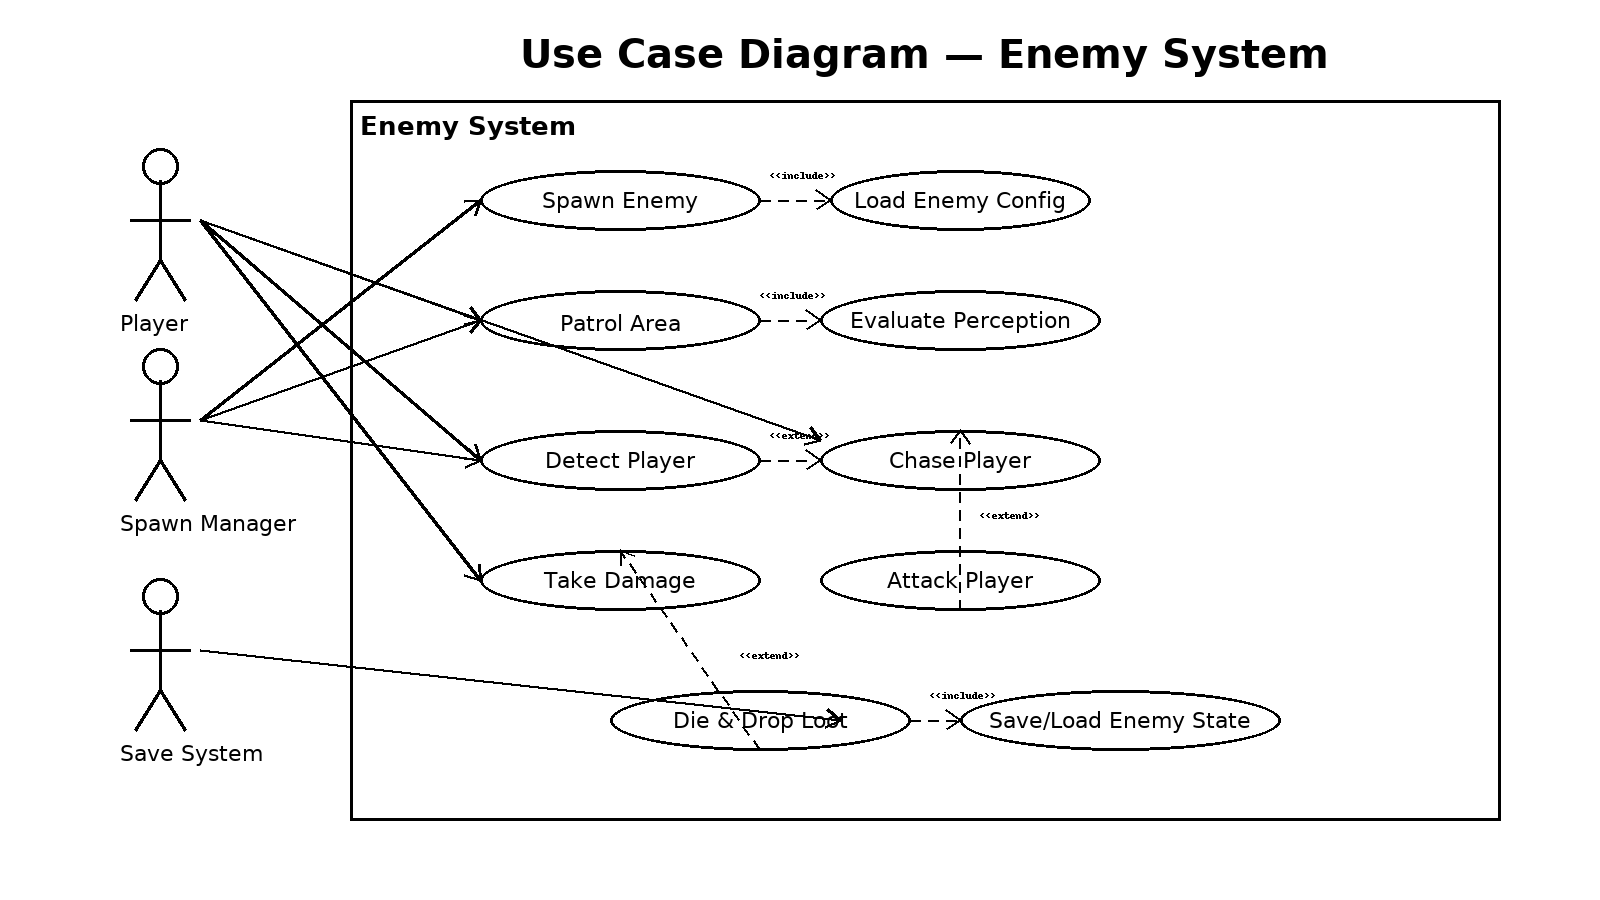 Use Case Diagram — Enemy System
Enemy System
Player
Spawn Manager
Save System
Spawn Enemy
<<include>>
Load Enemy Config
Patrol Area
<<include>>
Evaluate Perception
Detect Player
<<extend>>
Chase Player
<<extend>>
Take Damage
Attack Player
<<extend>>
Die & Drop Loot
<<include>>
Save/Load Enemy State